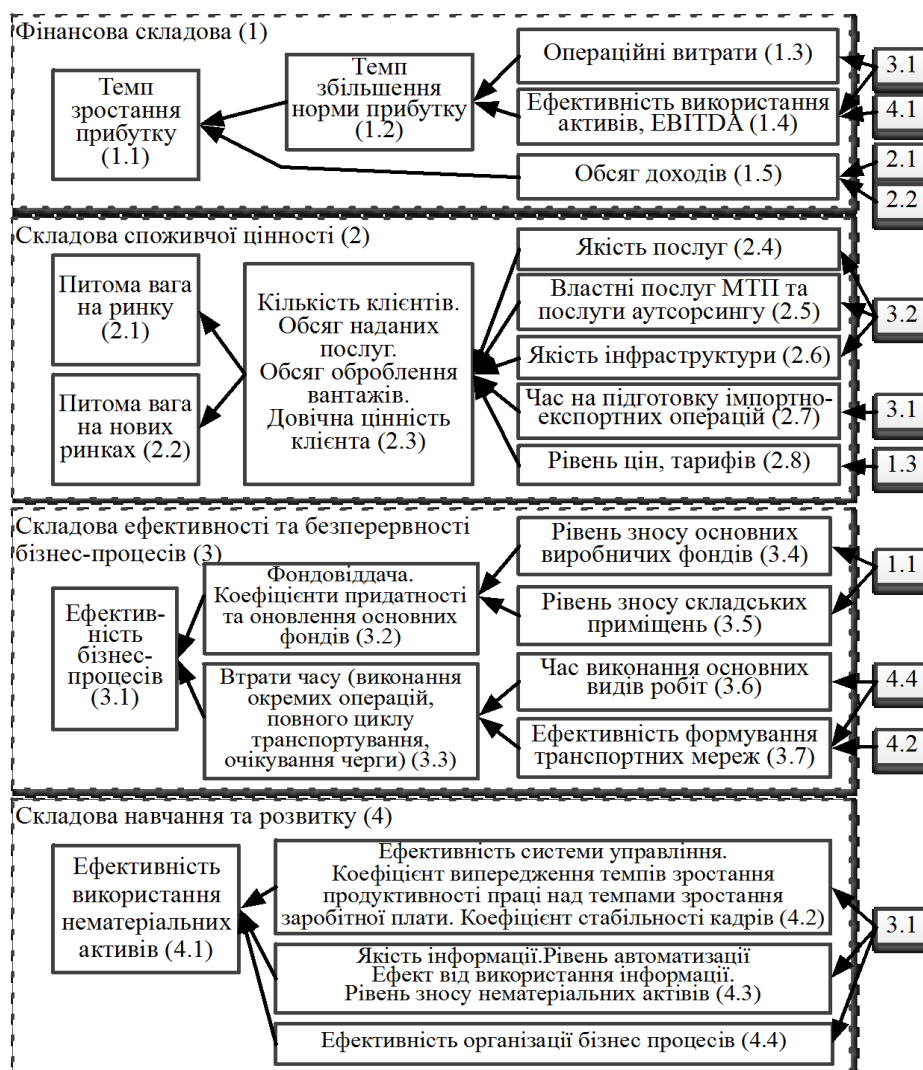 Фінансова складова (1)
Темп
зростання
прибутку
(1.1)
Темп
збільшення
норми прибутку
(1.2)
Операційні витрати (1.3)
Ефективність використання
активів, EBITDA (1.4)
Обсяг доходів (1.5)
3.1
4.1
2.1
2.2
Складова споживчої цінності (2)
Питома вага
на ринку
(2.1)
Питома вага
на нових
ринках (2.2)
Кількість клієнтів.
Обсяг наданих
послуг.
Обсяг оброблення
вантажів.
Довічна цінність
клієнта (2.3)
Якість послуг (2.4)
Властні послуг МТП та
послуги аутсорсингу (2.5)
Якість інфраструктури (2.6)
Час на підготовку імпортно-
експортних операцій (2.7)
Рівень цін, тарифів (2.8)
3.2
3.1
1.3
Складова ефективності та безперервності
бізнес-процесів (3)
Ефектив-
ність
бізнес-
процесів
(3.1)
Фондовіддача.
Коефіцієнти придатності
та оновлення основних
фондів (3.2)
Втрати часу (виконання
окремих операцій,
повного циклу
транспортування,
очікування черги) (3.3)
Рівень зносу основних
виробничих фондів (3.4)
Рівень зносу складських
приміщень (3.5)
Час виконання основних
видів робіт (3.6)
Ефективність формування
транспортних мереж (3.7)
1.1
4.4
4.2
Складова навчання та розвитку (4)
Ефективність
використання
нематеріальних
активів (4.1)
Ефективність системи управління.
Коефіцієнт випередження темпів зростання
продуктивності праці над темпами зростання
заробітної плати. Коефіцієнт стабільності кадрів (4.2)
Якість інформації.Рівень автоматизації
Ефект від використання інформації.
Рівень зносу нематеріальних актівів (4.3)
Ефективність організації бізнес процесів (4.4)
3.1